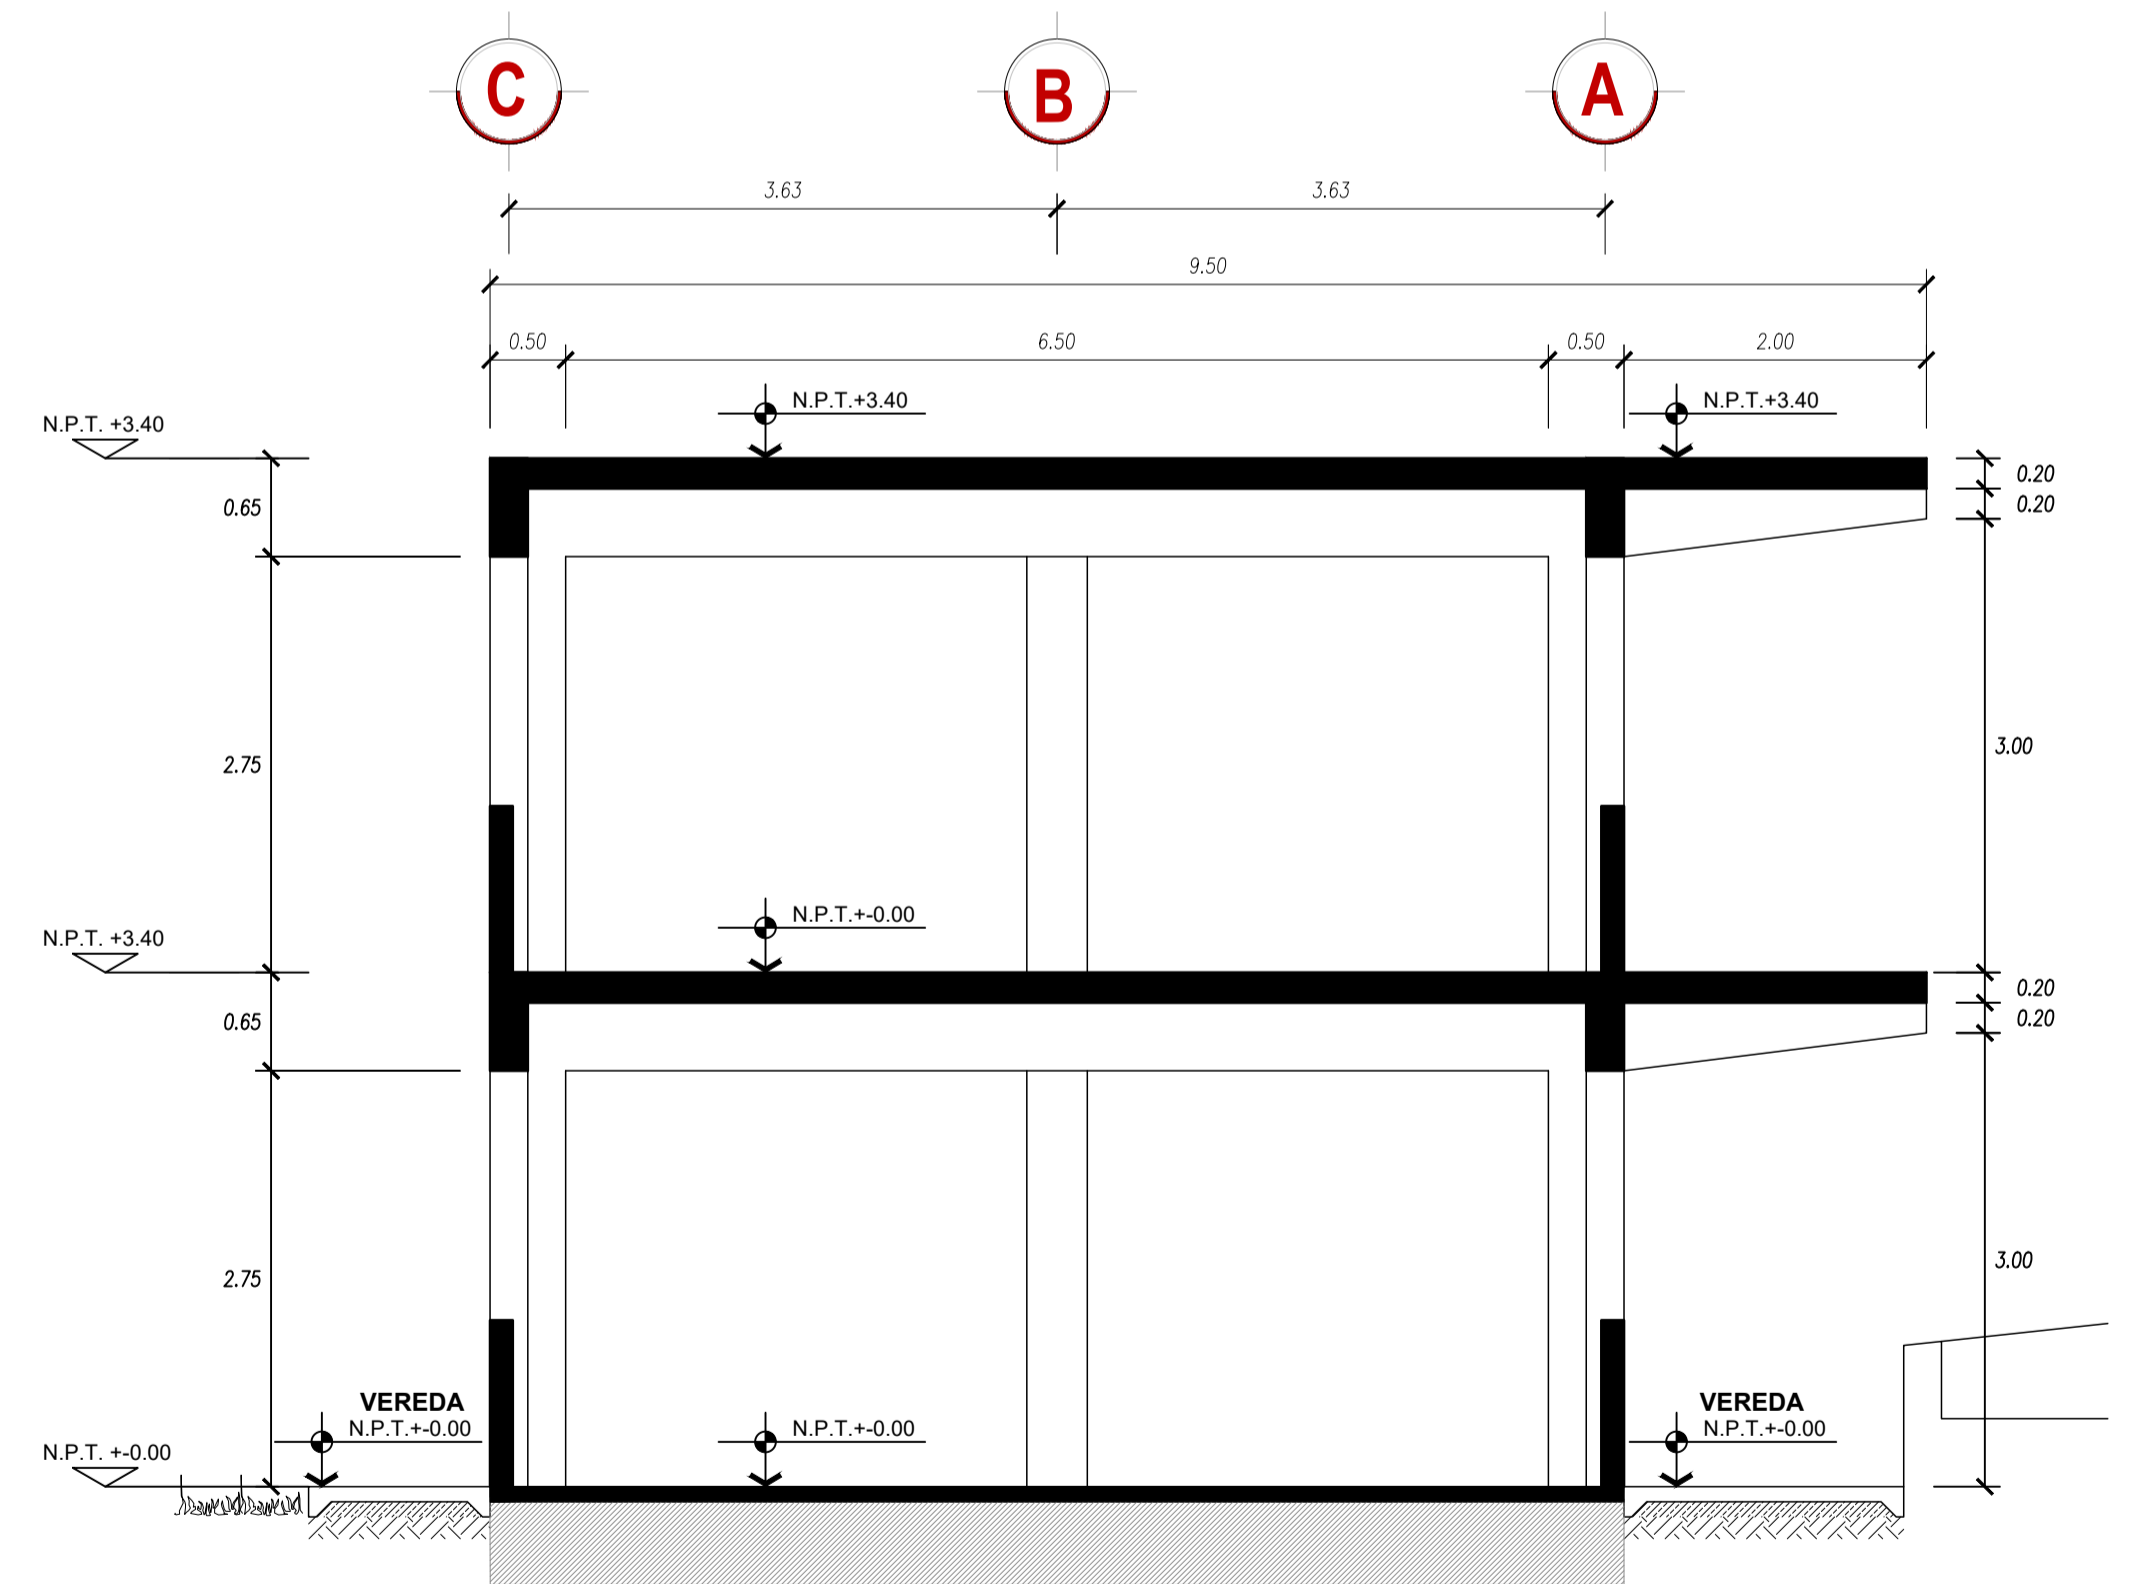 C B A
3.63 3.63
9.50
0.50 6.50 0.50 2.00
N.P.T.+3.40 N.P.T.+3.40
N.P.T. +3.40
0.20
0.65 0.20
3.00
2.75
N.P.T.+-0.00
N.P.T. +3.40
0.20
0.65 0.20
3.00
2.75
VEREDA VEREDA
N.P.T.+-0.00 N.P.T.+-0.00 N.P.T.+-0.00
N.P.T. +-0.00